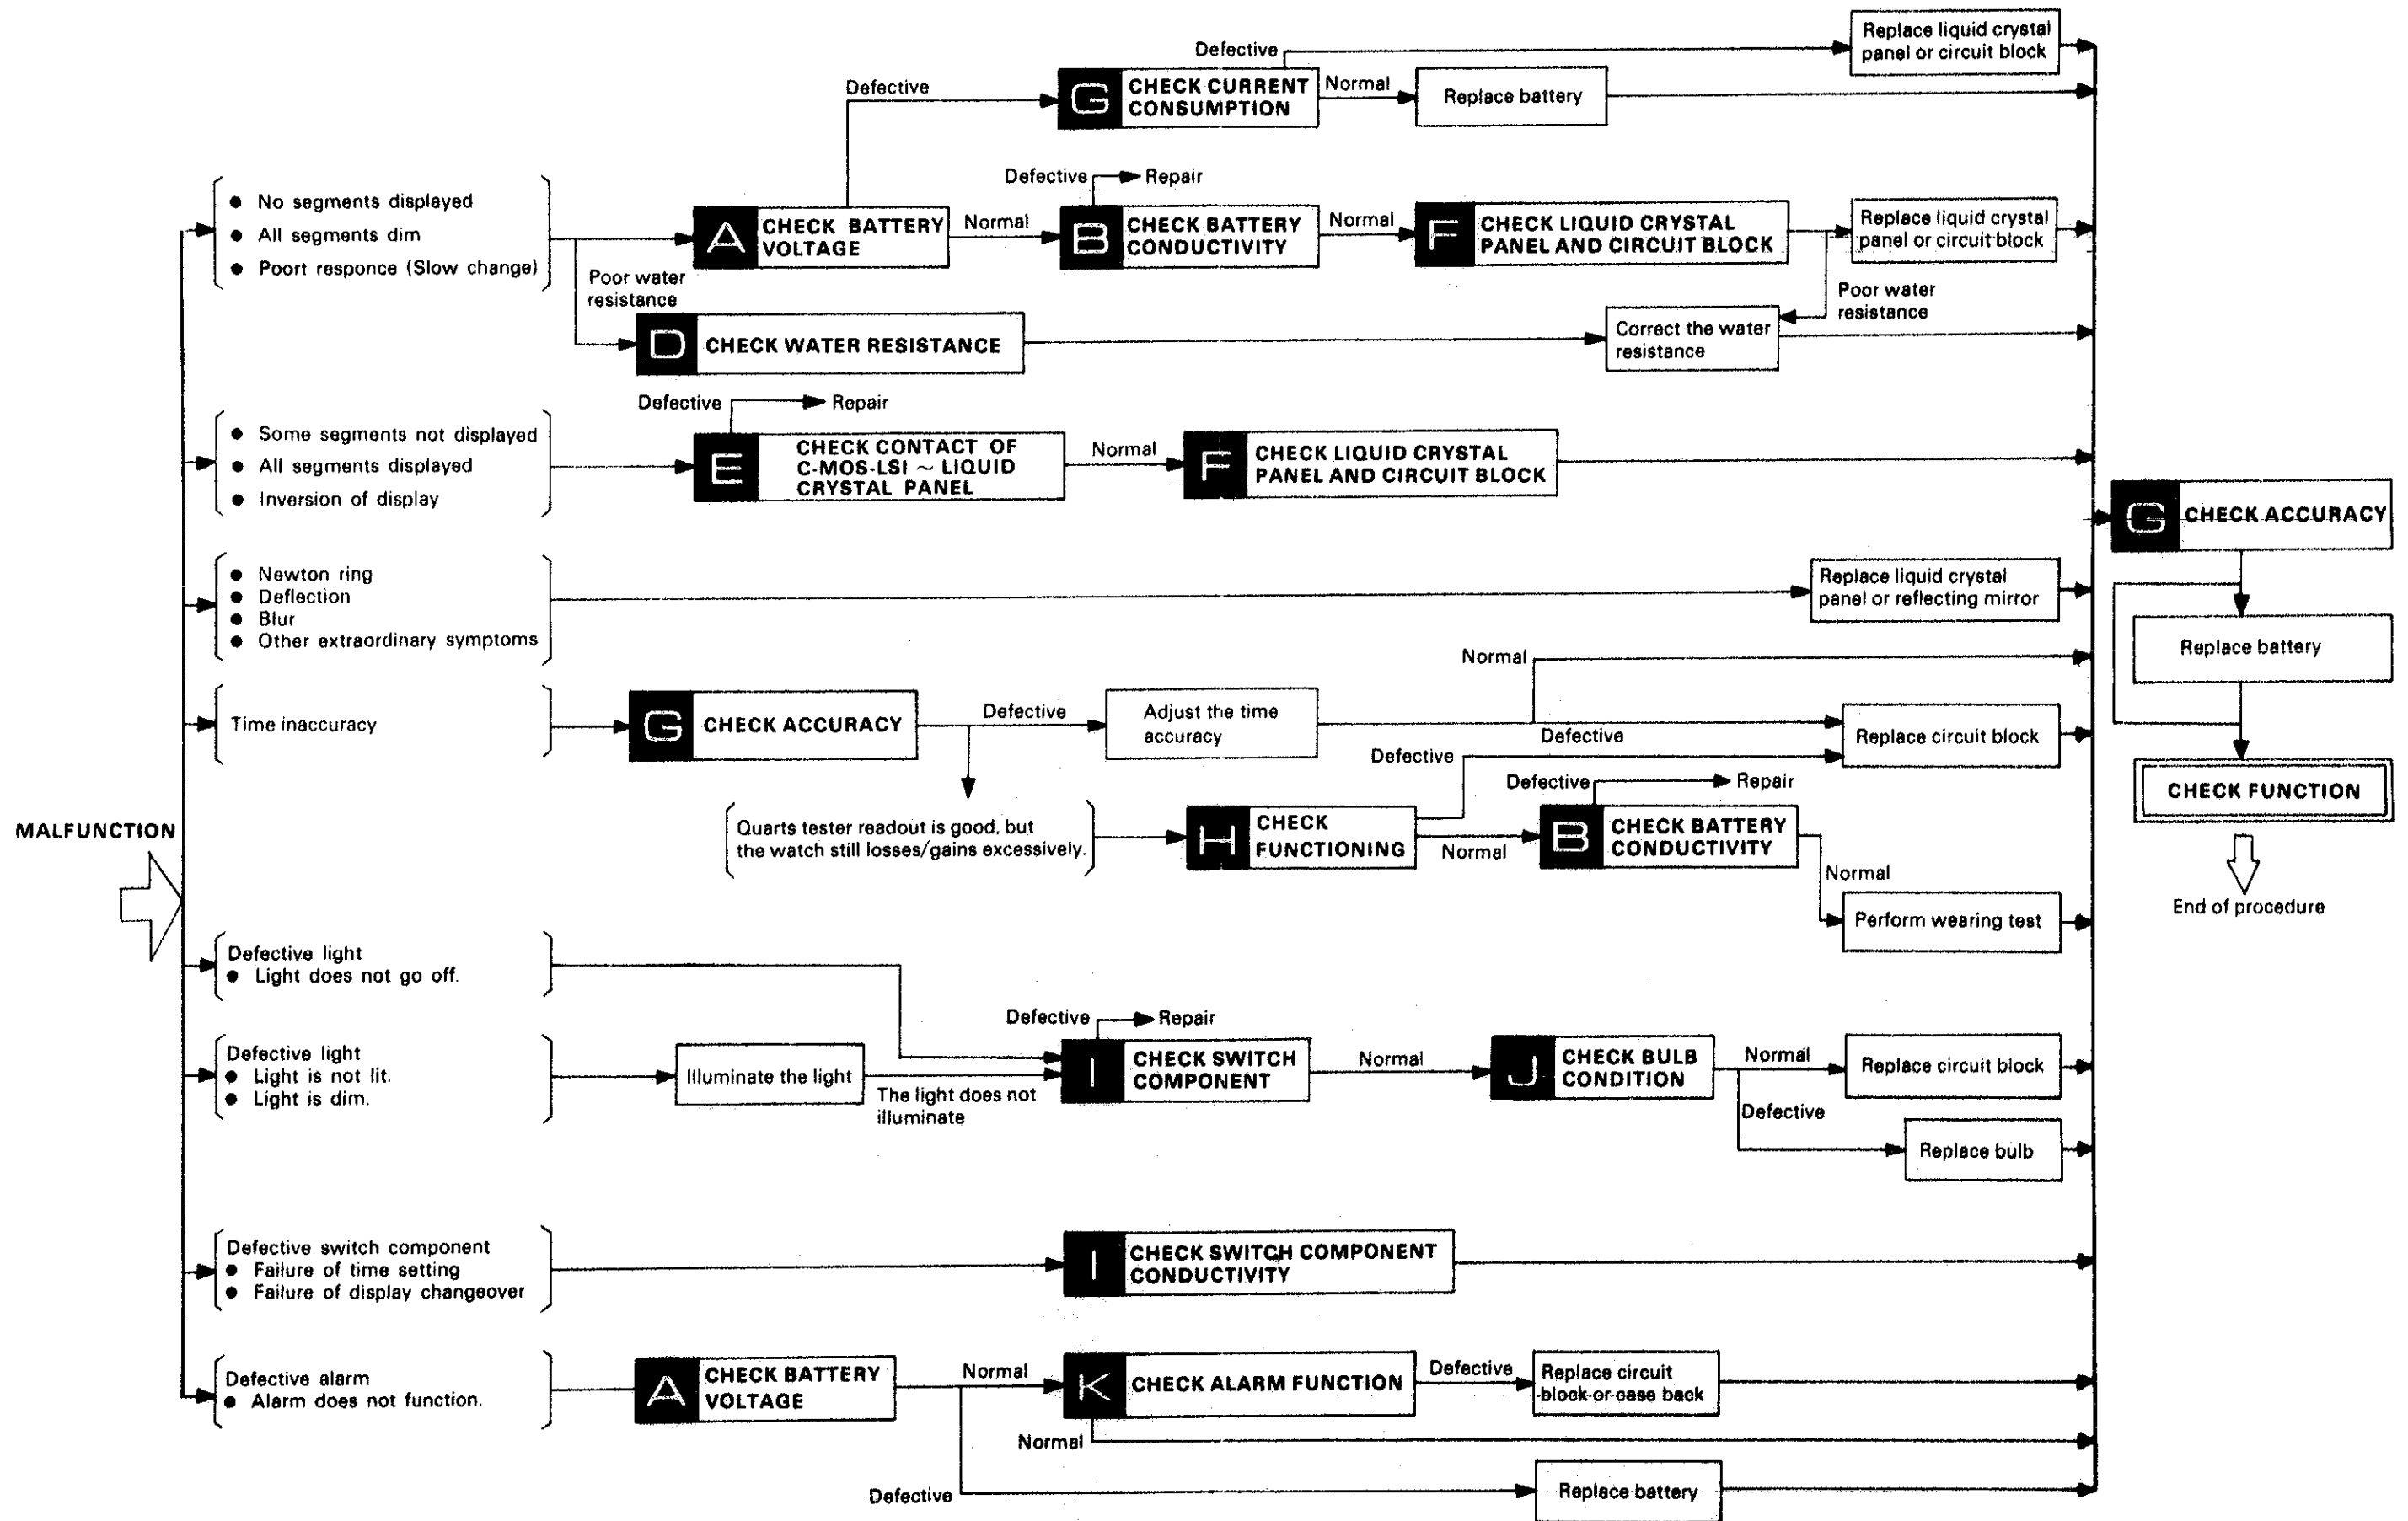 MALFUNCTION
Defective
Replace liquid crystal
panel or circuit block
Defective
G
CHECK CURRENT
CONSUMPTION
Normal
Replace battery
Defective
Repair
● No segments displayed
● All segments dim
● Poort responce (Slow change)
A
CHECK BATTERY
VOLTAGE
Normal
B
CHECK BATTERY
CONDUCTIVITY
Normal
F
CHECK LIQUID CRYSTAL
PANEL AND CIRCUIT BLOCK
Replace liquid crystal
panel or circuit block
Poor water
resistance
Poor water
resistance
D
CHECK WATER RESISTANCE
Correct the water
resistance
Defective
Repair
● Some segments not displayed
● All segments displayed
● Inversion of display
E
CHECK CONTACT OF
C-MOS-LSI ~ LIQUID
CRYSTAL PANEL
Normal
F
CHECK LIQUID CRYSTAL
PANEL AND CIRCUIT BLOCK
● Newton ring
● Deflection
● Blur
● Other extraordinary symptoms
Replace liquid crystal
panel or reflecting mirror
Time inaccuracy
G
CHECK ACCURACY
Defective
Adjust the time
accuracy
Normal
Defective
Replace circuit block
Quarts tester readout is good, but
the watch still losses/gains excessively.
H
CHECK
FUNCTIONING
Defective
Normal
Defective
Repair
B
CHECK BATTERY
CONDUCTIVITY
Normal
Perform wearing test
Defective light
● Light does not go off.
Defective light
● Light is not lit.
● Light is dim.
Illuminate the light
The light does not
illuminate
Defective
Repair
I
CHECK SWITCH
COMPONENT
Normal
J
CHECK BULB
CONDITION
Normal
Replace circuit block
Defective
Replace bulb
Defective switch component
● Failure of time setting
● Failure of display changeover
I
CHECK SWITCH COMPONENT
CONDUCTIVITY
Defective alarm
● Alarm does not function.
A
CHECK BATTERY
VOLTAGE
Normal
K
CHECK ALARM FUNCTION
Defective
Replace circuit
block or case back
Normal
Defective
Replace battery
G
CHECK ACCURACY
Replace battery
CHECK FUNCTION
End of procedure